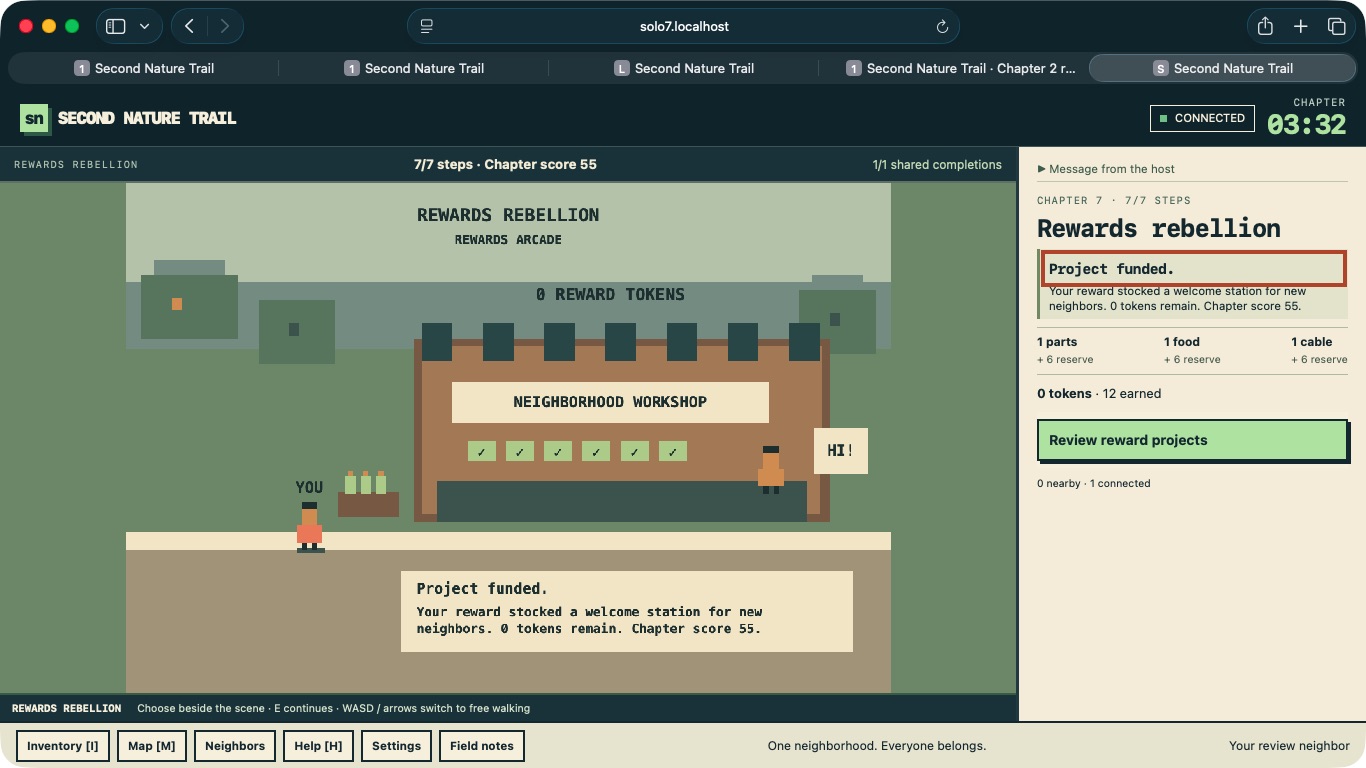 solo7.localhost
1 Second Nature Trail
1 Second Nature Trail
L Second Nature Trail
1 Second Nature Trail · Chapter 2 r...
S Second Nature Trail
sn SECOND NATURE TRAIL
CONNECTED
CHAPTER
03:32
REWARDS REBELLION
7/7 steps · Chapter score 55
1/1 shared completions
REWARDS REBELLION
REWARDS ARCADE
0 REWARD TOKENS
NEIGHBORHOOD WORKSHOP
✓ ✓ ✓ ✓ ✓ ✓
HI!
YOU
Project funded.
Your reward stocked a welcome station for new
neighbors. 0 tokens remain. Chapter score 55.
REWARDS REBELLION Choose beside the scene · E continues · WASD / arrows switch to free walking
▶ Message from the host
CHAPTER 7 · 7/7 STEPS
Rewards rebellion
Project funded.
Your reward stocked a welcome station for new
neighbors. 0 tokens remain. Chapter score 55.
1 parts 1 food 1 cable
+ 6 reserve + 6 reserve + 6 reserve
0 tokens · 12 earned
Review reward projects
0 nearby · 1 connected
Inventory [I] Map [M] Neighbors Help [H] Settings Field notes
One neighborhood. Everyone belongs.
Your review neighbor